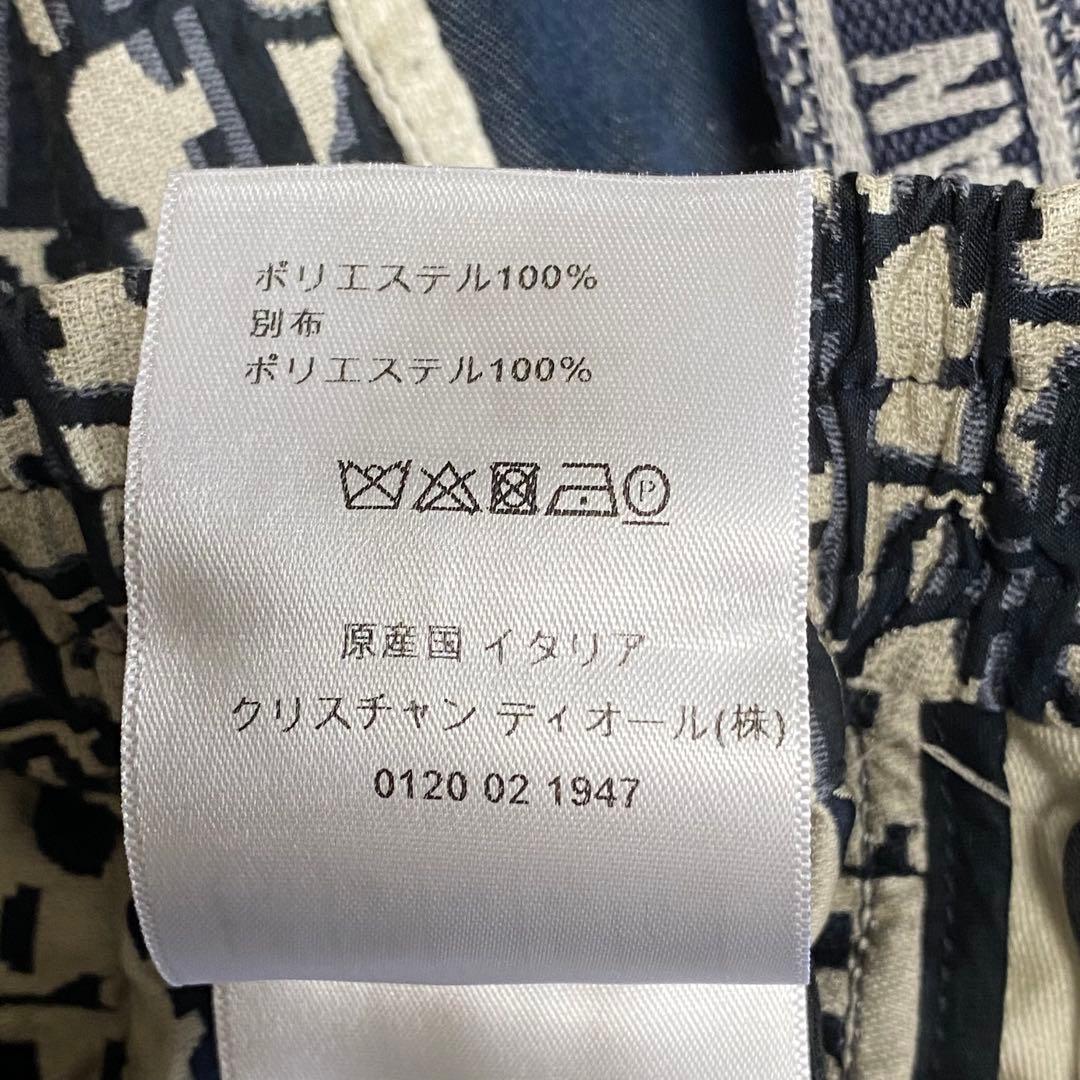 ポリエステル100%
別布
ポリエステル100%
P
原産国 イタリア
クリスチャン ディオール(株)
0120 02 1947
AN